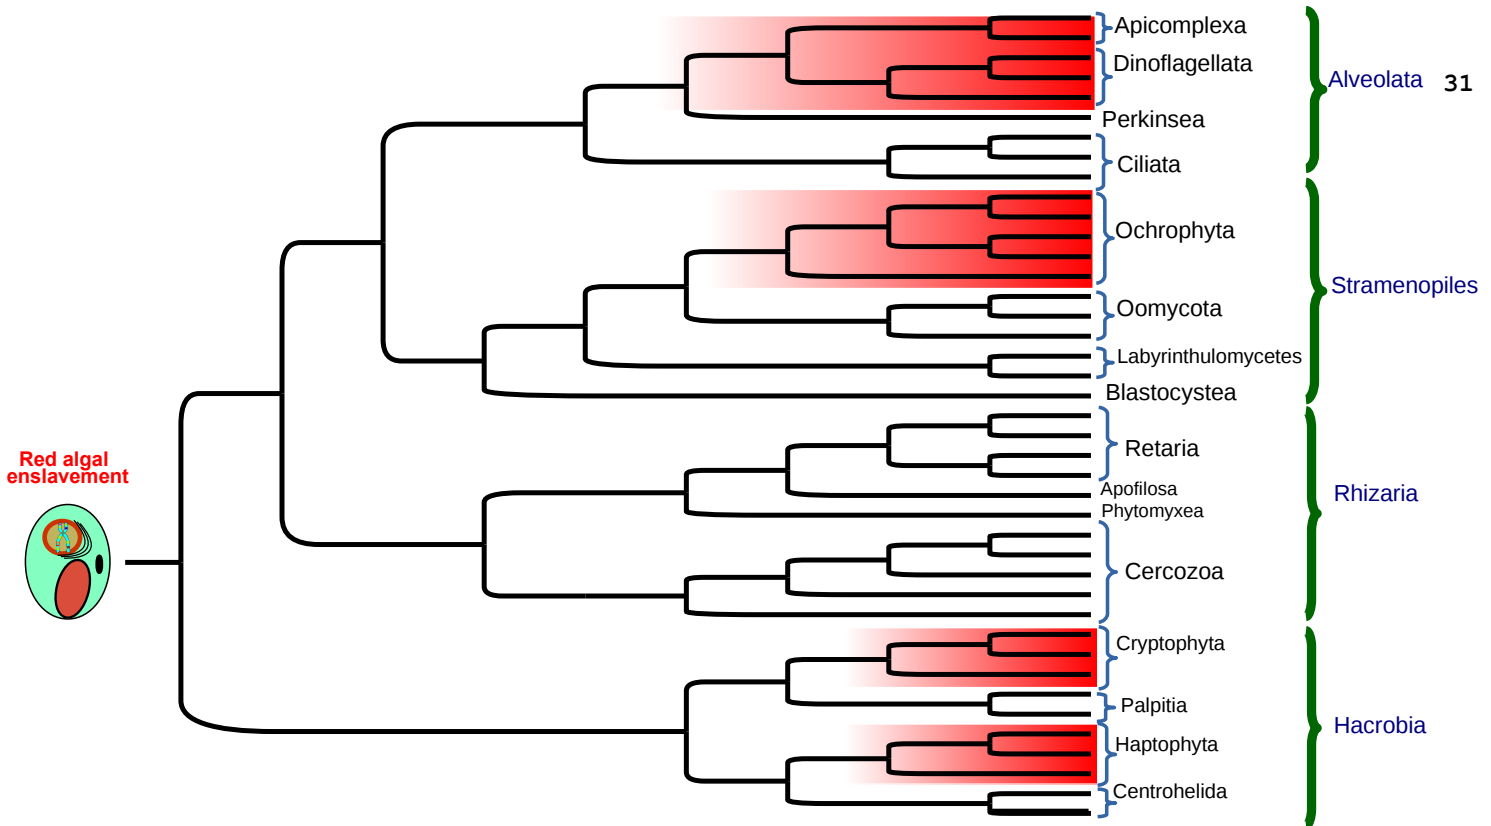 Apicomplexa
Dinoflagellata
Alveolata 31
Perkinsea
Ciliata
Ochrophyta
Stramenopiles
Oomycota
Labyrinthulomycetes
Blastocystea
Retaria
Red algal
enslavement
Apofilosa
Rhizaria
Phytomyxea
Cercozoa
Cryptophyta
Palpitia
Hacrobia
Haptophyta
Centrohelida